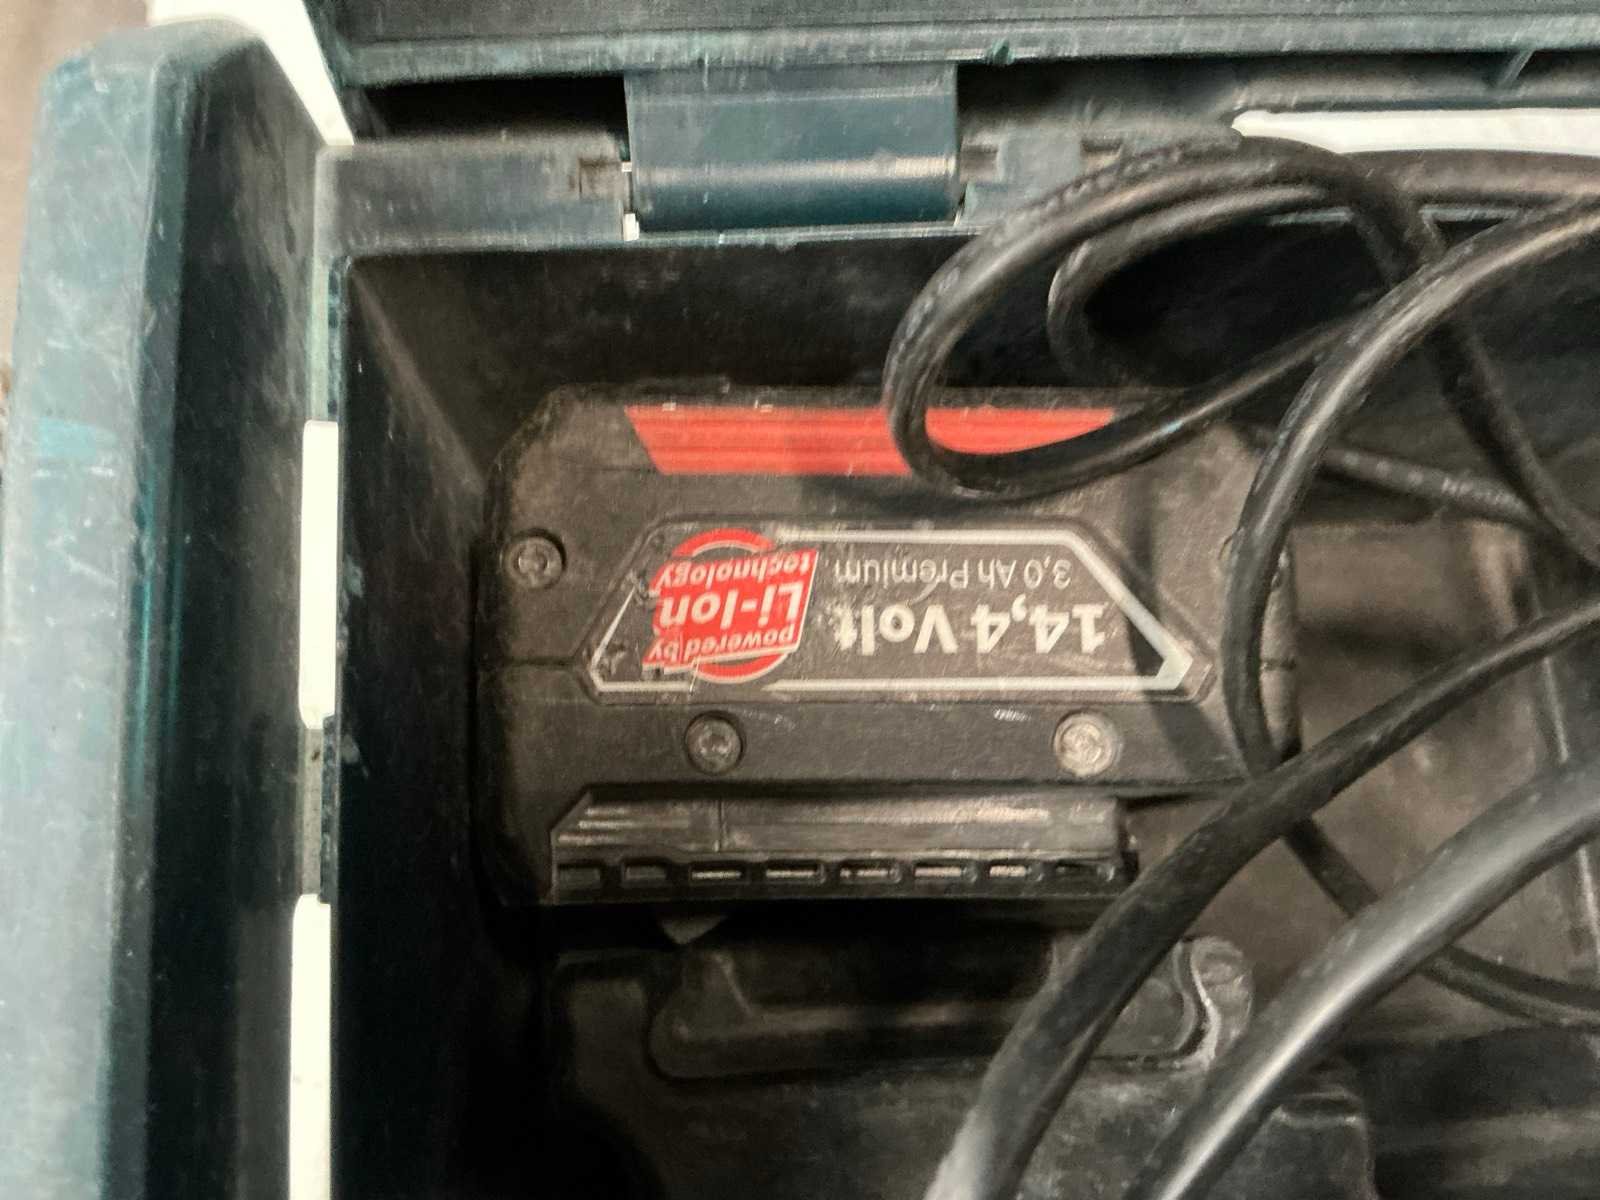 14,4 Volt
3,0 Ah Premium
powered by
Li-Ion
technology